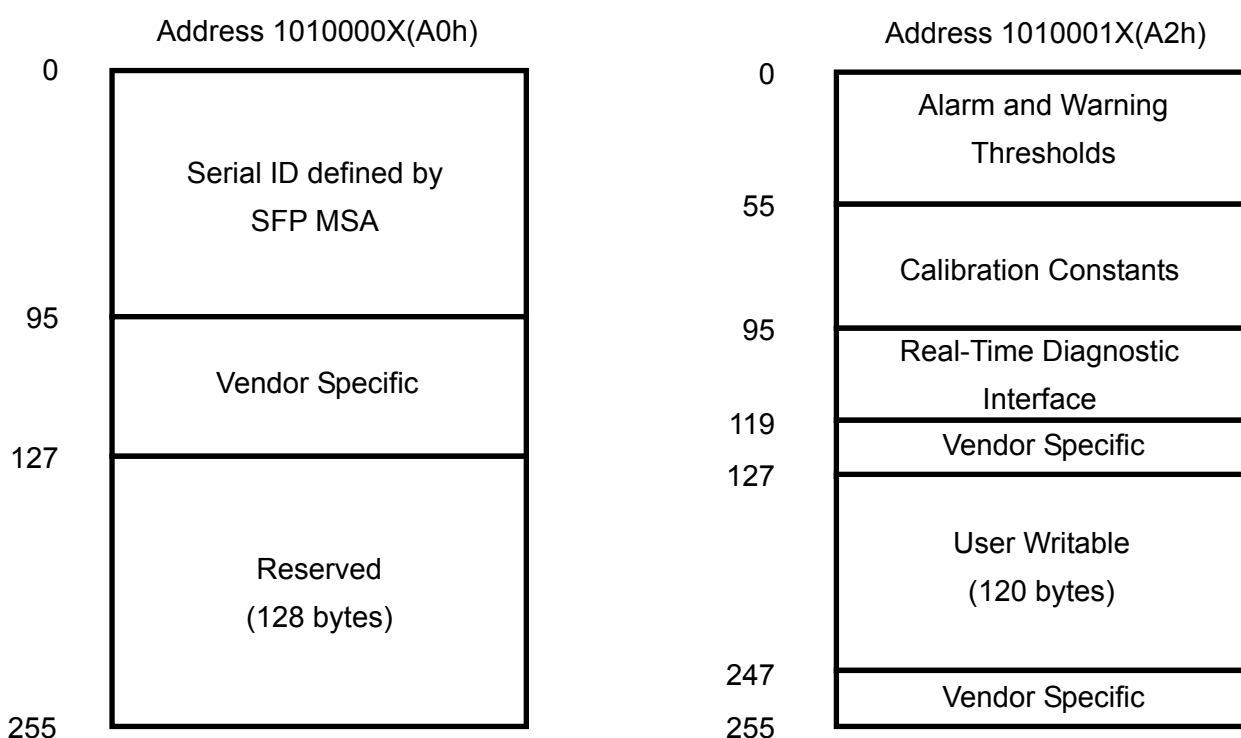 Address 1010000X(A0h)
0
Serial ID defined by
SFP MSA
95
Vendor Specific
127
Reserved
(128 bytes)
255
Address 1010001X(A2h)
0
Alarm and Warning
Thresholds
55
Calibration Constants
95
Real-Time Diagnostic
Interface
119
Vendor Specific
127
User Writable
(120 bytes)
247
Vendor Specific
255